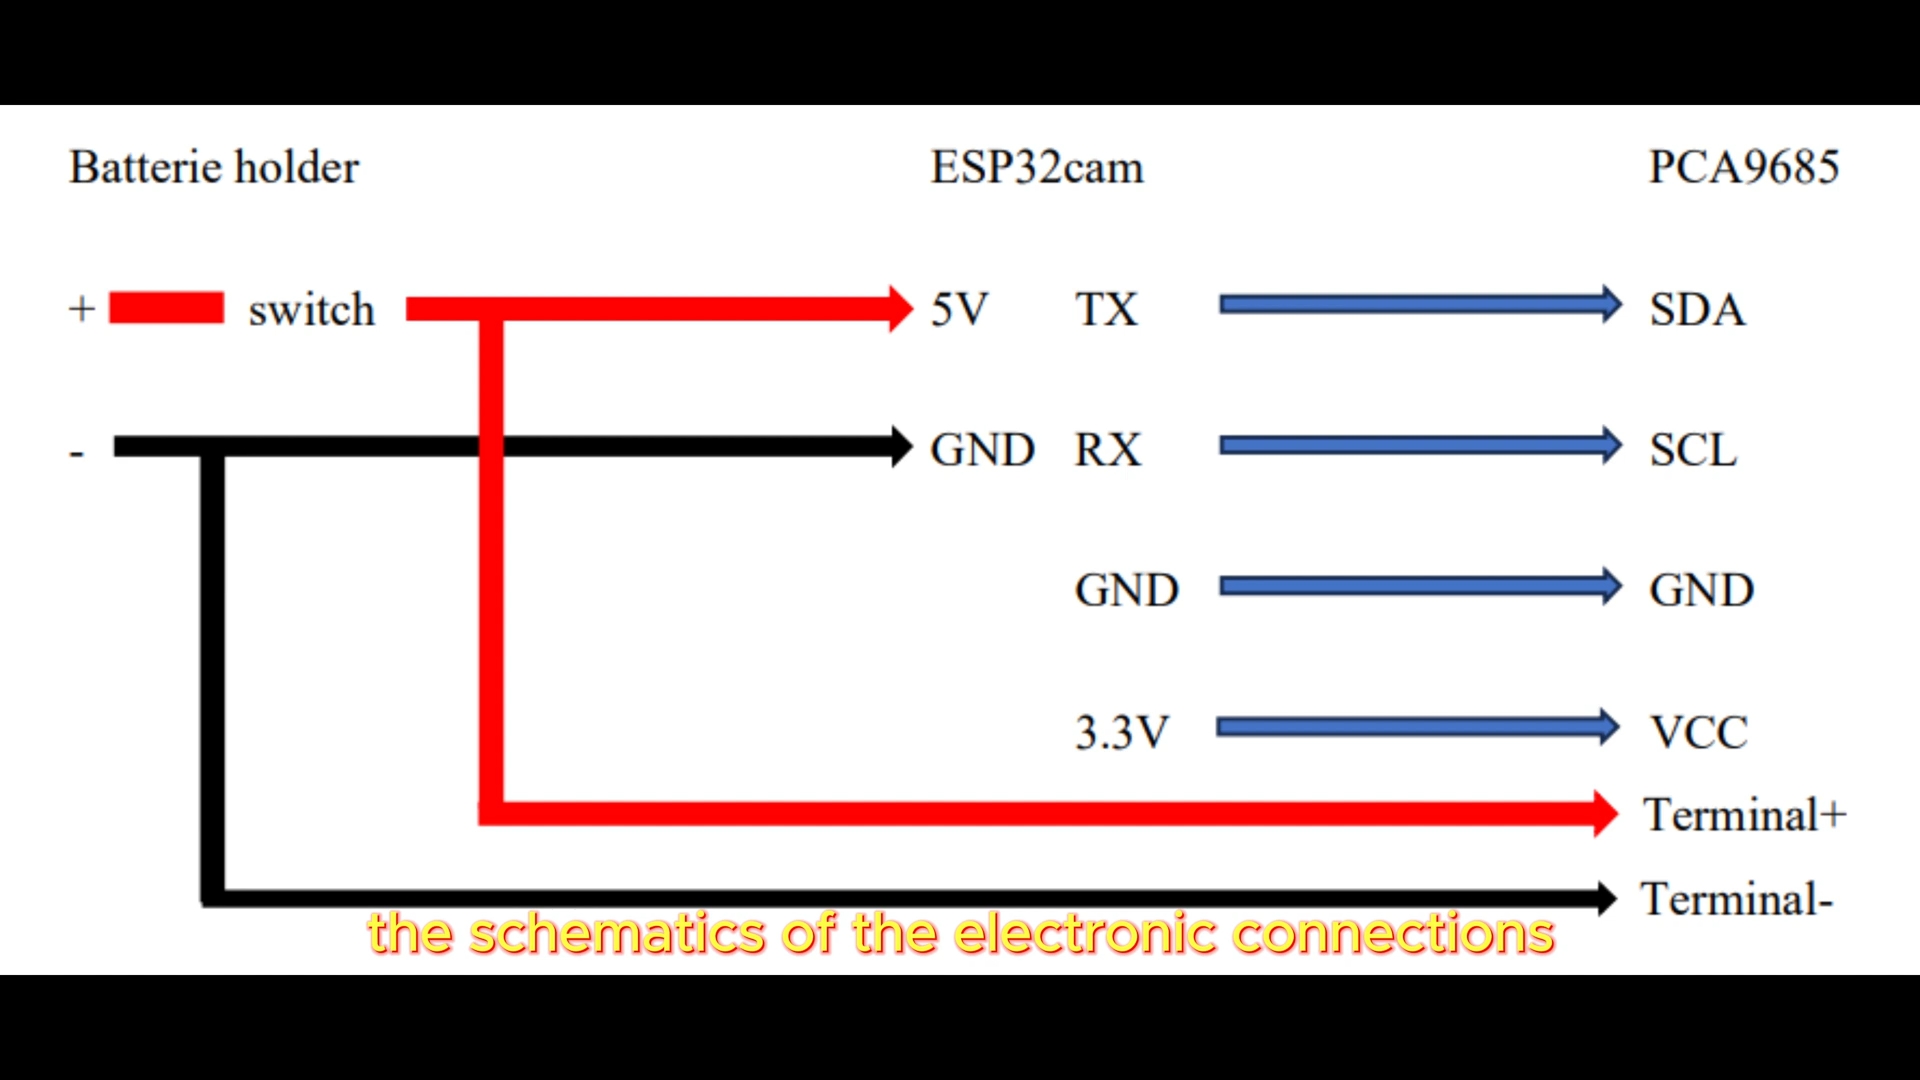 Batterie holder ESP32cam PCA9685
+ switch 5V TX SDA
- GND RX SCL
GND GND
3.3V VCC
Terminal+
Terminal-
the schematics of the electronic connections